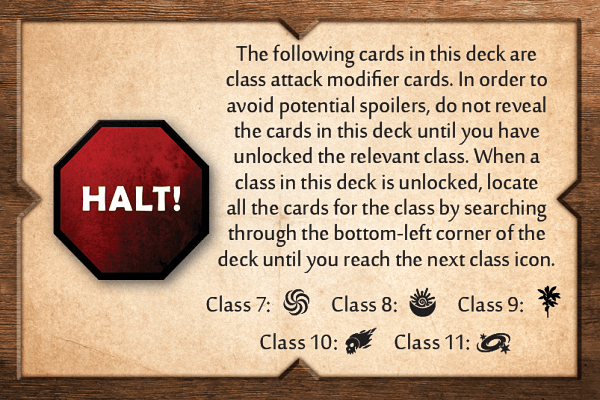 HALT!
The following cards in this deck are
class attack modifier cards. In order to
avoid potential spoilers, do not reveal
the cards in this deck until you have
unlocked the relevant class. When a
class in this deck is unlocked, locate
all the cards for the class by searching
through the bottom-left corner of the
deck until you reach the next class icon.
Class 7: Class 8: Class 9:
Class 10: Class 11: